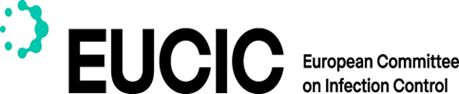 EUCIC
European Committee
on Infection Control